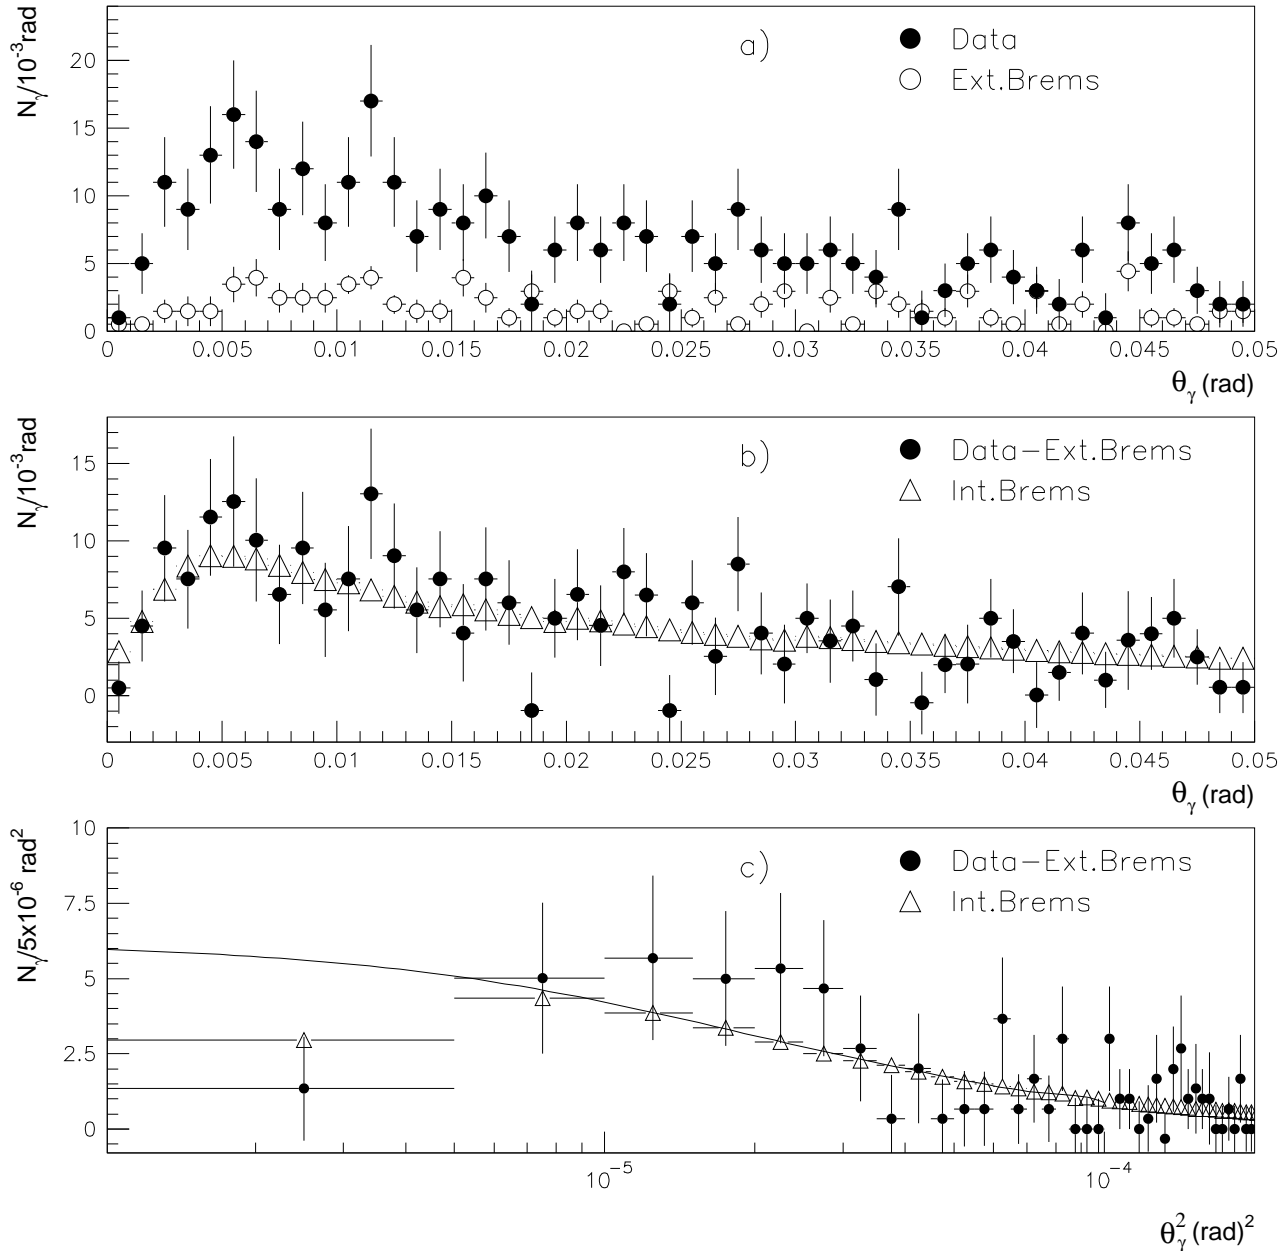 N_γ/10^-3 rad
a)
● Data
○ Ext.Brems
20
15
10
5
0
0 0.005 0.01 0.015 0.02 0.025 0.03 0.035 0.04 0.045 0.05
θ_γ (rad)
N_γ/10^-3 rad
b)
● Data−Ext.Brems
△ Int.Brems
15
10
5
0
0 0.005 0.01 0.015 0.02 0.025 0.03 0.035 0.04 0.045 0.05
θ_γ (rad)
N_γ/5x10^-6 rad^2
c)
● Data−Ext.Brems
△ Int.Brems
10
7.5
5
2.5
0
10^-5 10^-4
θ_γ^2 (rad)^2